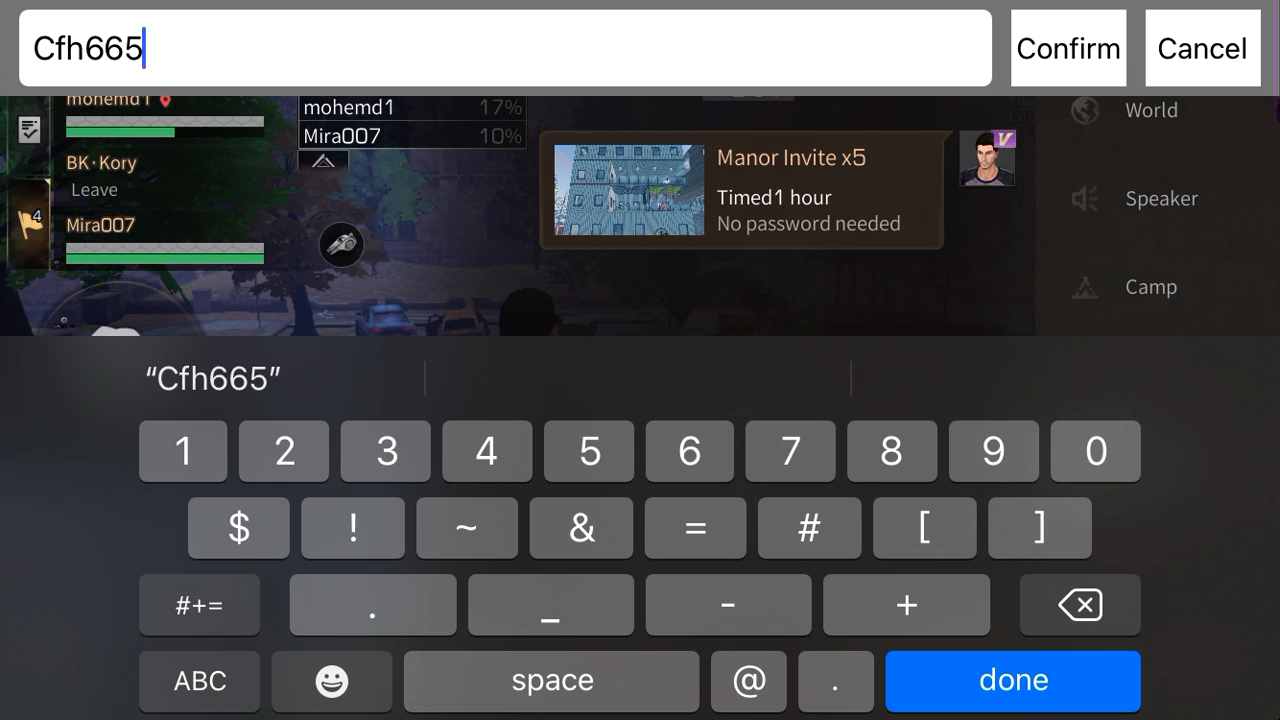 Cfh665
Confirm
Cancel
mohemd1
mohemd1 17%
Mira007 10%
BK·Kory
Leave
Mira007
4
Manor Invite x5
Timed1 hour
No password needed
V
World
Speaker
Camp
“Cfh665”
1 2 3 4 5 6 7 8 9 0
$ ! ~ & = # [ ]
#+= . _ - +
ABC space @ . done